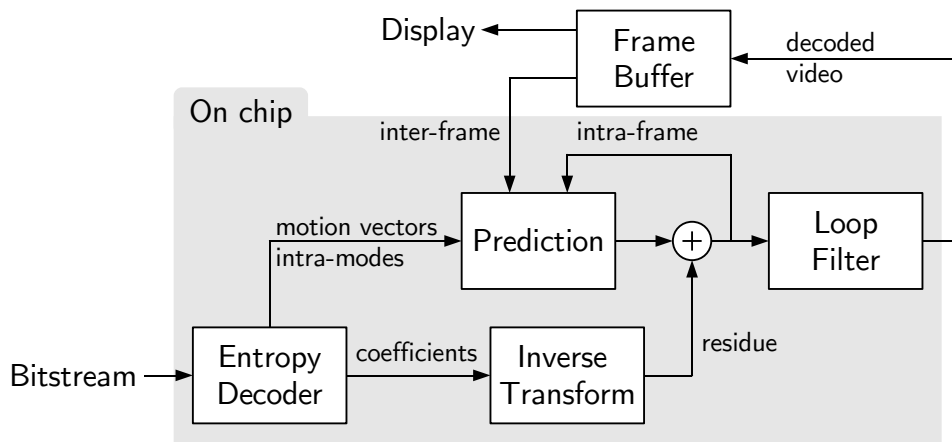 Display
Frame
Buffer
decoded
video
On chip
inter-frame
intra-frame
motion vectors
intra-modes
Prediction
+
Loop
Filter
Bitstream
Entropy
Decoder
coefficients
Inverse
Transform
residue